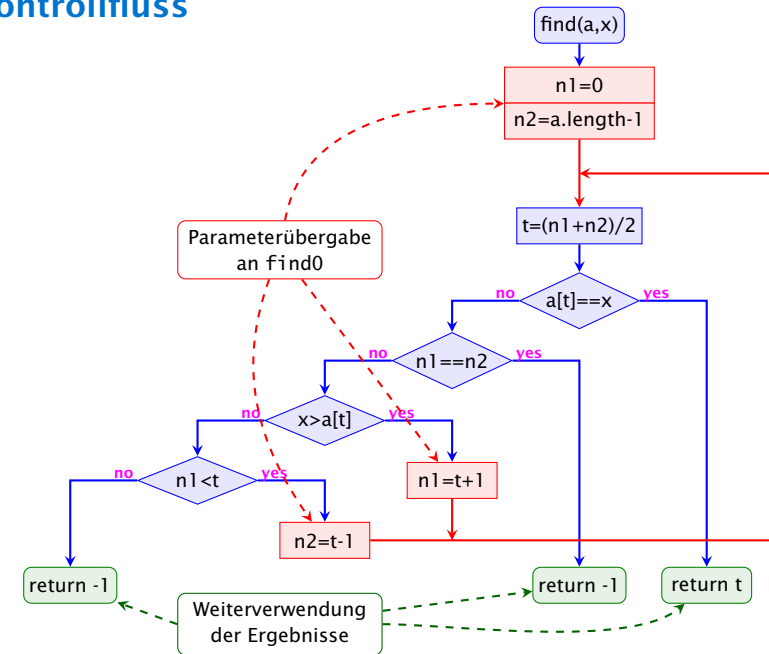 ontrollfluss
find(a,x)
n1=0
n2=a.length-1
t=(n1+n2)/2
Parameterübergabe
an find0
no
a[t]==x
yes
no
n1==n2
yes
no
x>a[t]
yes
no
n1<t
yes
n1=t+1
n2=t-1
return -1
return -1
return t
Weiterverwendung
der Ergebnisse